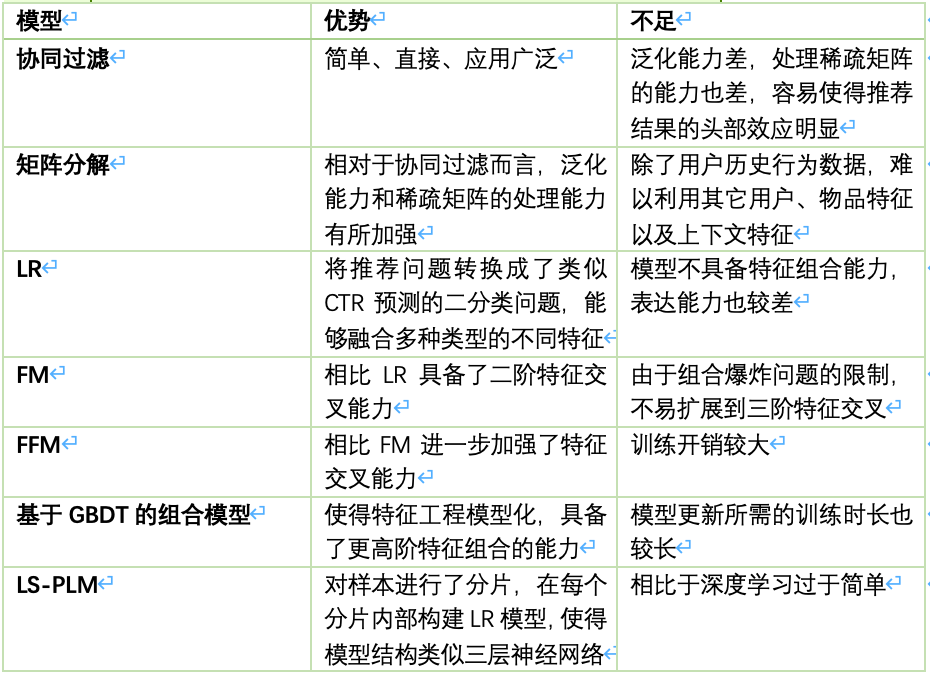 模型 优势 不足
协同过滤 简单、直接、应用广泛 泛化能力差，处理稀疏矩阵
的能力也差，容易使得推荐
结果的头部效应明显
矩阵分解 相对于协同过滤而言，泛化 除了用户历史行为数据，难
能力和稀疏矩阵的处理能力 以利用其它用户、物品特征
有所加强 以及上下文特征
LR 将推荐问题转换成了类似 模型不具备特征组合能力，
CTR 预测的二分类问题，能 表达能力也较差
够融合多种类型的不同特征
FM 相比 LR 具备了二阶特征交 由于组合爆炸问题的限制，
叉能力 不易扩展到三阶特征交叉
FFM 相比 FM 进一步加强了特征 训练开销较大
交叉能力
基于 GBDT 的组合模型 使得特征工程模型化，具备 模型更新所需的训练时长也
了更高阶特征组合的能力 较长
LS-PLM 对样本进行了分片，在每个 相比于深度学习过于简单
分片内部构建 LR 模型，使得
模型结构类似三层神经网络